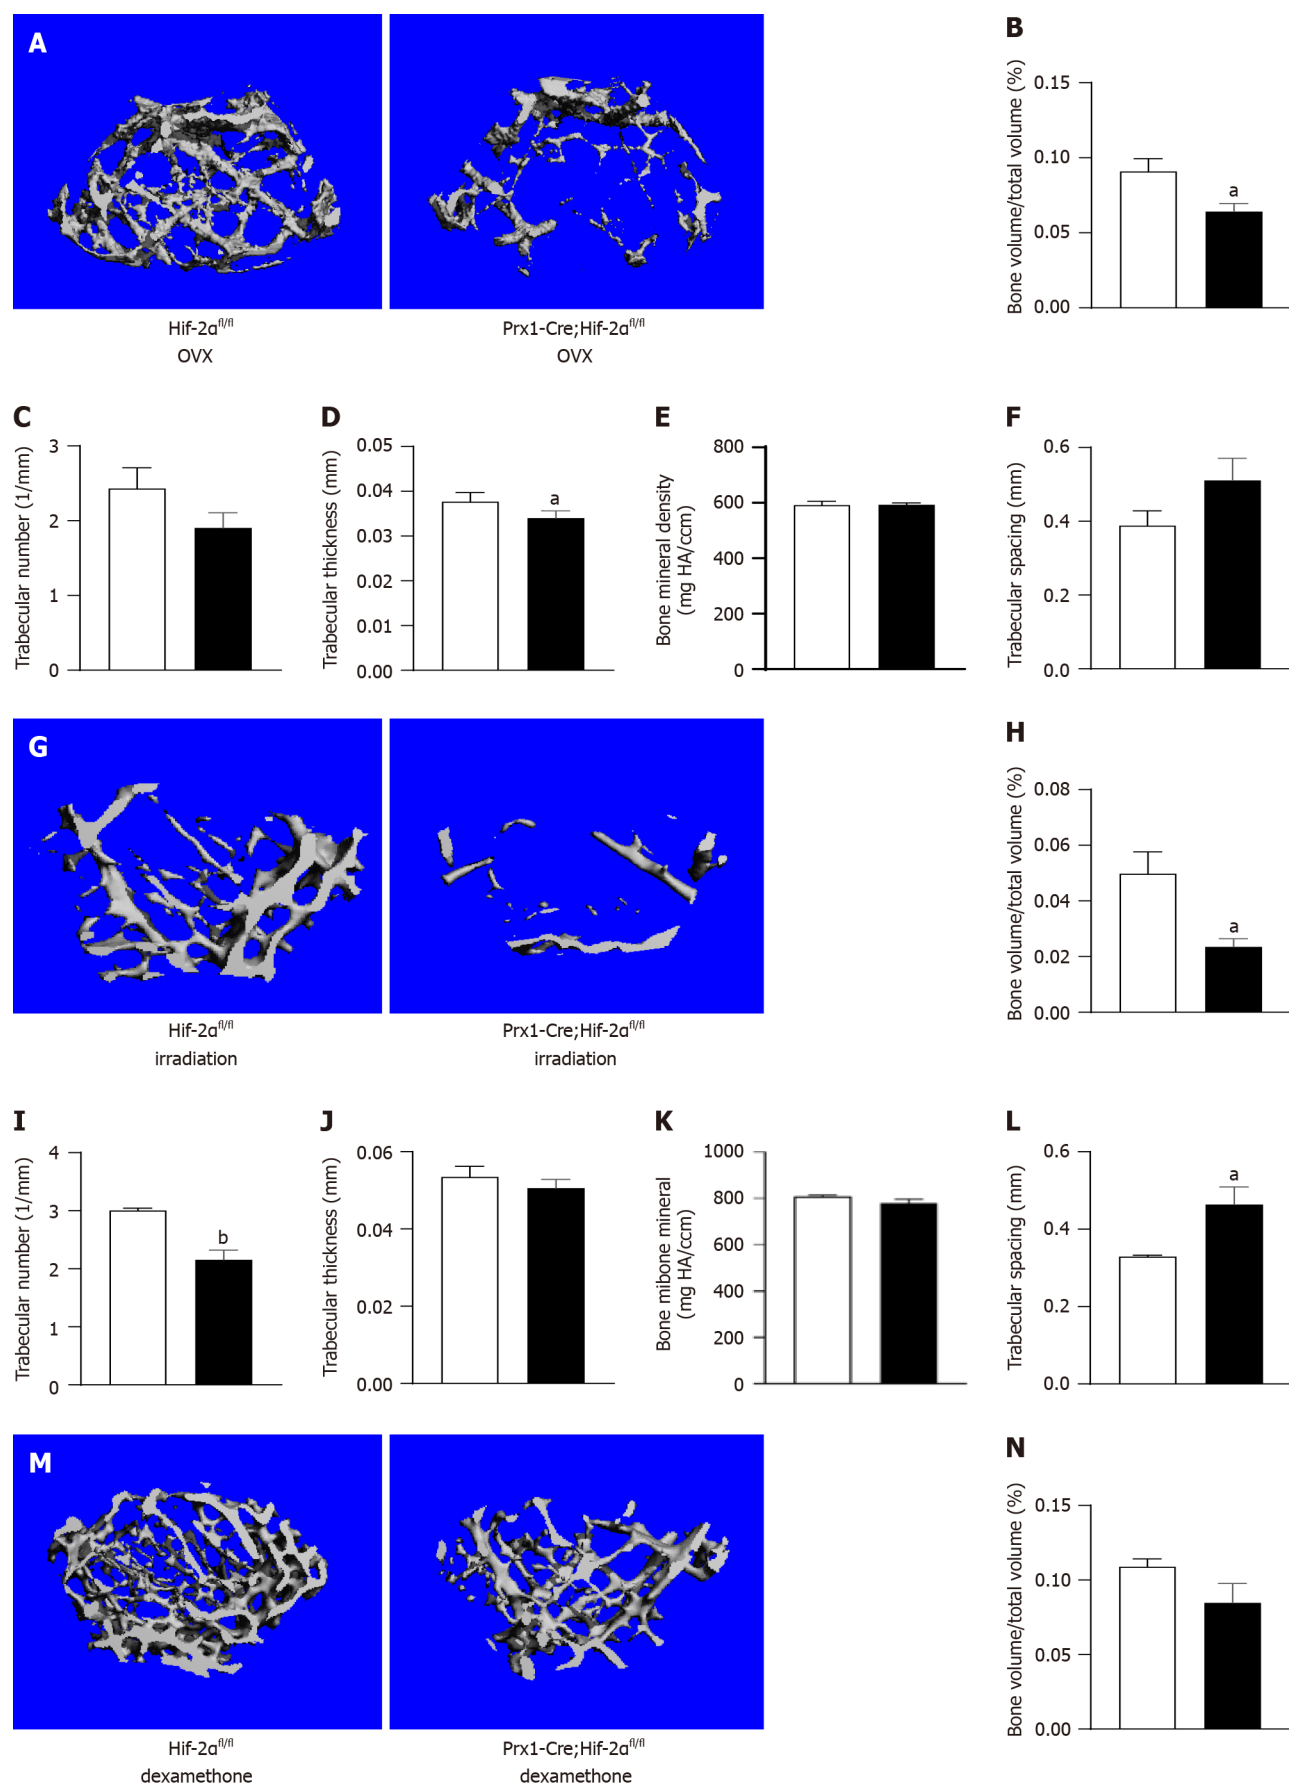 A
B
Bone volume/total volume (%)
0.15
0.10
0.05
0.00
a
Hif-2α^fl/fl
OVX
Prx1-Cre;Hif-2α^fl/fl
OVX
C
Trabecular number (1/mm)
3
2
1
0
D
Trabecular thickness (mm)
0.05
0.04
0.03
0.02
0.01
0.00
a
E
Bone mineral density
(mg HA/ccm)
800
600
400
200
0
F
Trabecular spacing (mm)
0.6
0.4
0.2
0.0
G
H
Bone volume/total volume (%)
0.08
0.06
0.04
0.02
0.00
a
Hif-2α^fl/fl
irradiation
Prx1-Cre;Hif-2α^fl/fl
irradiation
I
Trabecular number (1/mm)
4
3
2
1
0
b
J
Trabecular thickness (mm)
0.06
0.04
0.02
0.00
K
Bone mibone mineral
(mg HA/ccm)
1000
800
600
400
200
0
L
Trabecular spacing (mm)
0.6
0.4
0.2
0.0
a
M
N
Bone volume/total volume (%)
0.15
0.10
0.05
0.00
Hif-2α^fl/fl
dexamethone
Prx1-Cre;Hif-2α^fl/fl
dexamethone